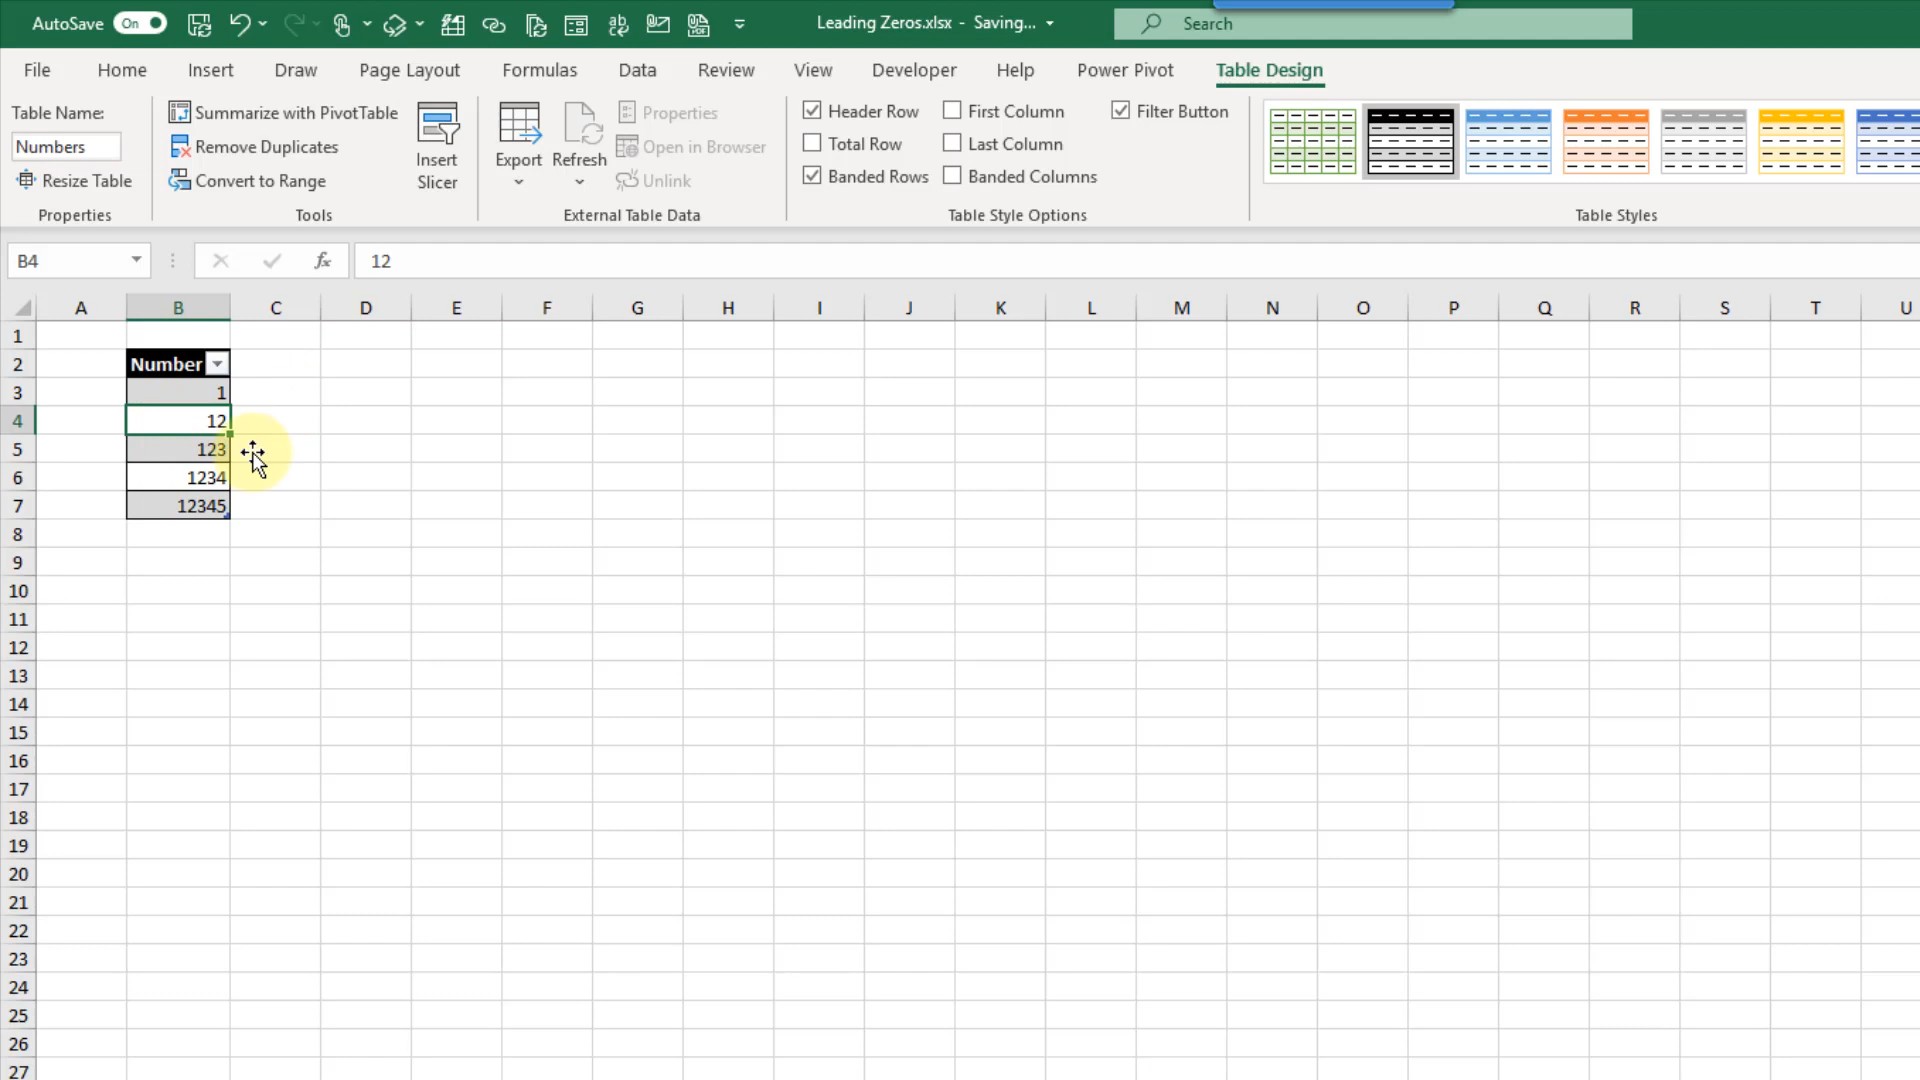 AutoSave On Leading Zeros.xlsx - Saving... Search
File Home Insert Draw Page Layout Formulas Data Review View Developer Help Power Pivot Table Design
Table Name:
Numbers
Resize Table
Properties
Summarize with PivotTable
Remove Duplicates
Convert to Range
Tools
Insert
Slicer
Export
Refresh
Properties
Open in Browser
Unlink
External Table Data
Header Row
Total Row
Banded Rows
First Column
Last Column
Banded Columns
Filter Button
Table Style Options
Table Styles
B4 fx 12
A B C D E F G H I J K L M N O P Q R S T U
1
2 Number
3 1
4 12
5 123
6 1234
7 12345
8
9
10
11
12
13
14
15
16
17
18
19
20
21
22
23
24
25
26
27